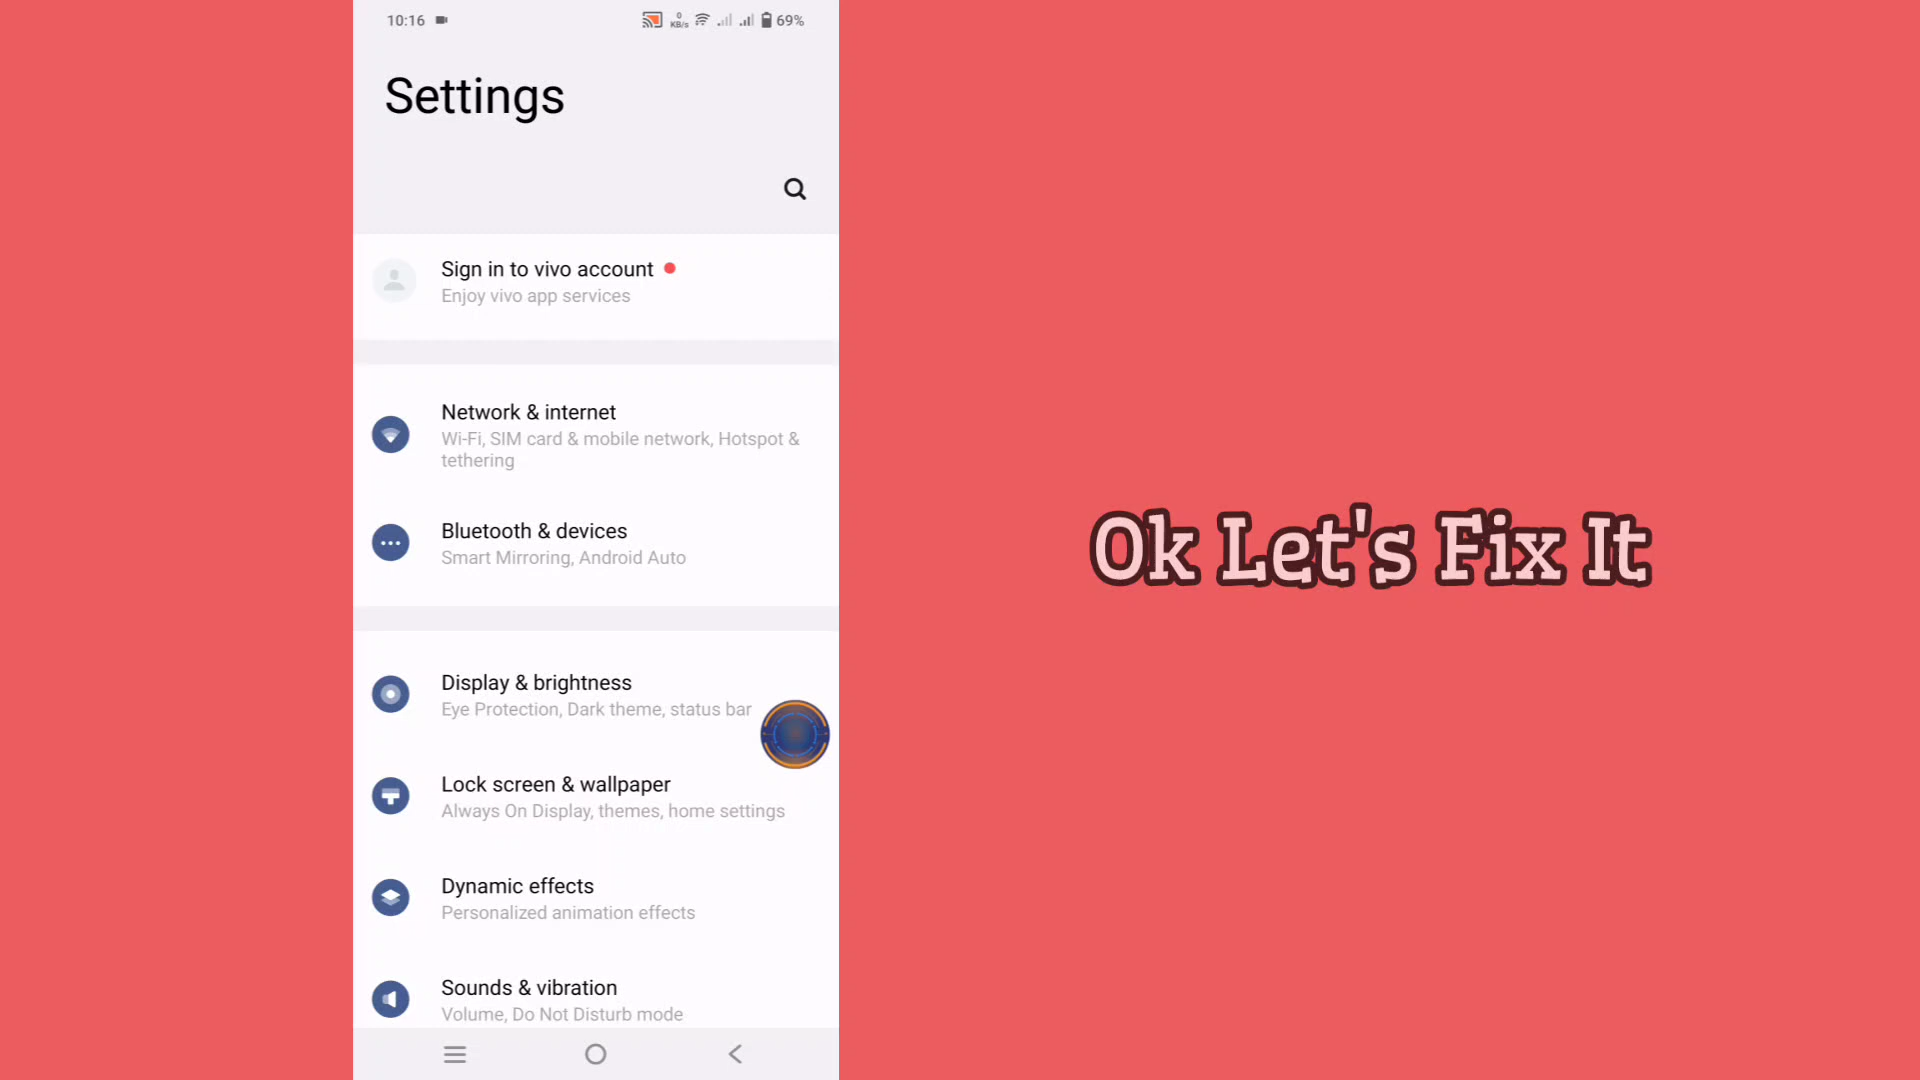 10:16
0
KB/s
69%
Settings
Sign in to vivo account
Enjoy vivo app services
Network & internet
Wi-Fi, SIM card & mobile network, Hotspot &
tethering
Bluetooth & devices
Smart Mirroring, Android Auto
Display & brightness
Eye Protection, Dark theme, status bar
Lock screen & wallpaper
Always On Display, themes, home settings
Dynamic effects
Personalized animation effects
Sounds & vibration
Volume, Do Not Disturb mode
Ok Let's Fix It